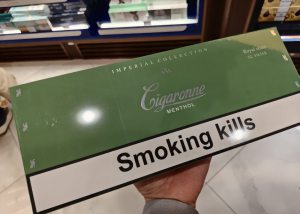 IMPERIAL COLLECTION
Cigaronne
MENTHOL
Smoking kills